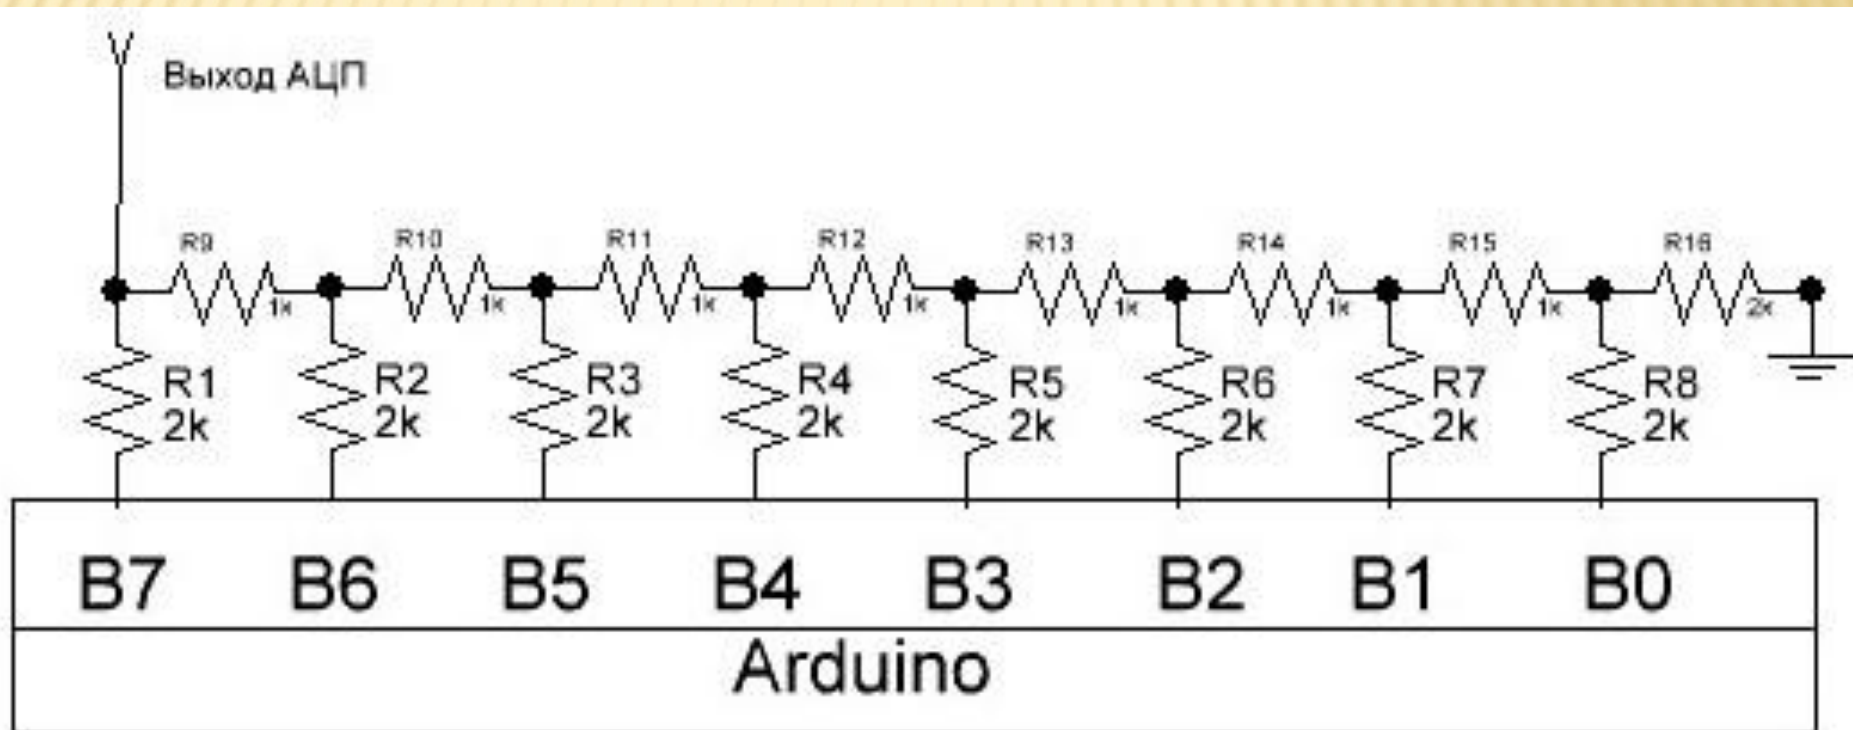 Выход АЦП
R9 R10 R11 R12 R13 R14 R15 R16
1k 1k 1k 1k 1k 1k 1k 2k
R1 R2 R3 R4 R5 R6 R7 R8
2k 2k 2k 2k 2k 2k 2k 2k
B7 B6 B5 B4 B3 B2 B1 B0
Arduino